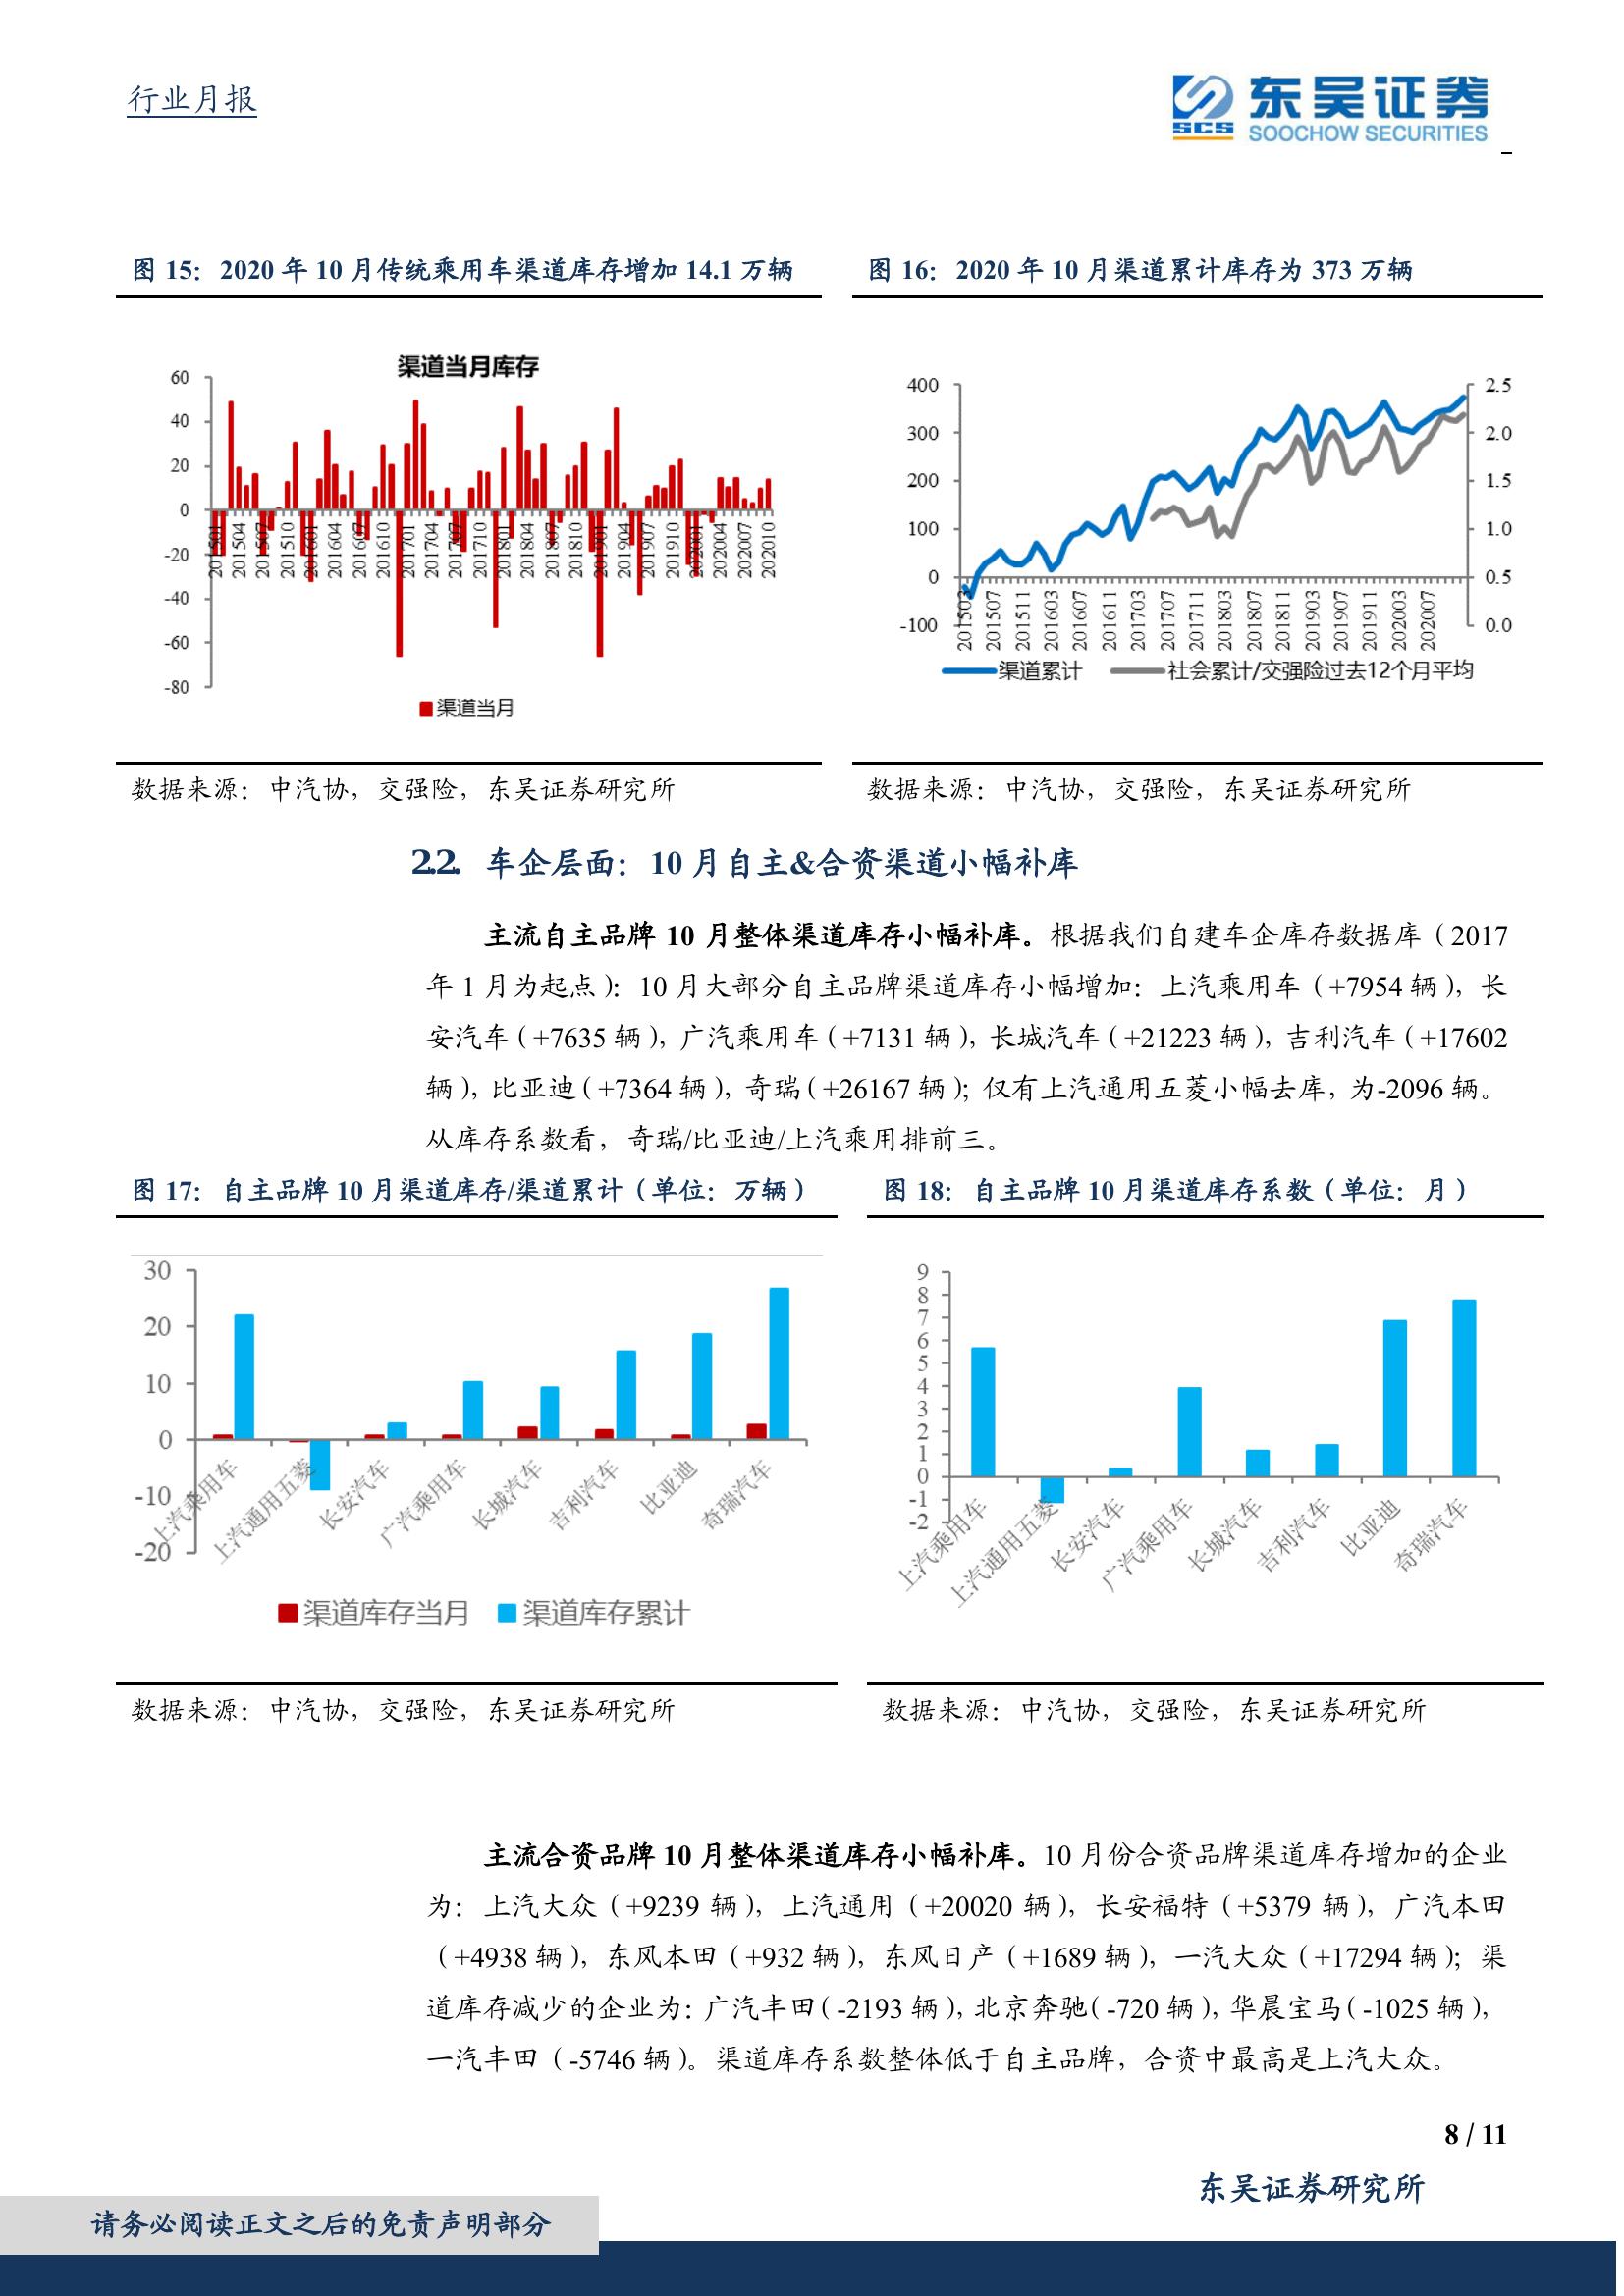 行业月报
东吴证券
SCS
SOOCHOW SECURITIES
图 15：2020 年 10 月传统乘用车渠道库存增加 14.1 万辆
渠道当月库存
60
40
20
0
-20
-40
-60
-80
201501
201504
201507
201510
201601
201604
201607
201610
201701
201704
201707
201710
201801
201804
201807
201810
201901
201904
201907
201910
202001
202004
202007
202010
渠道当月
数据来源：中汽协，交强险，东吴证券研究所
图 16：2020 年 10 月渠道累计库存为 373 万辆
400
300
200
100
0
-100
2.5
2.0
1.5
1.0
0.5
0.0
201503
201507
201511
201603
201607
201611
201703
201707
201711
201803
201807
201811
201903
201907
201911
202003
202007
渠道累计
社会累计/交强险过去12个月平均
数据来源：中汽协，交强险，东吴证券研究所
2.2. 车企层面：10 月自主&合资渠道小幅补库
主流自主品牌 10 月整体渠道库存小幅补库。根据我们自建车企库存数据库（2017
年 1 月为起点）：10 月大部分自主品牌渠道库存小幅增加：上汽乘用车（+7954 辆），长
安汽车（+7635 辆），广汽乘用车（+7131 辆），长城汽车（+21223 辆），吉利汽车（+17602
辆），比亚迪（+7364 辆），奇瑞（+26167 辆）；仅有上汽通用五菱小幅去库，为-2096 辆。
从库存系数看，奇瑞/比亚迪/上汽乘用排前三。
图 17：自主品牌 10 月渠道库存/渠道累计（单位：万辆）
30
20
10
0
-10
-20
上汽乘用车
上汽通用五菱
长安汽车
广汽乘用车
长城汽车
吉利汽车
比亚迪
奇瑞汽车
渠道库存当月
渠道库存累计
数据来源：中汽协，交强险，东吴证券研究所
图 18：自主品牌 10 月渠道库存系数（单位：月）
9
8
7
6
5
4
3
2
1
0
-1
-2
上汽乘用车
上汽通用五菱
长安汽车
广汽乘用车
长城汽车
吉利汽车
比亚迪
奇瑞汽车
数据来源：中汽协，交强险，东吴证券研究所
主流合资品牌 10 月整体渠道库存小幅补库。10 月份合资品牌渠道库存增加的企业
为：上汽大众（+9239 辆），上汽通用（+20020 辆），长安福特（+5379 辆），广汽本田
（+4938 辆），东风本田（+932 辆），东风日产（+1689 辆），一汽大众（+17294 辆）；渠
道库存减少的企业为：广汽丰田（-2193 辆），北京奔驰（-720 辆），华晨宝马（-1025 辆），
一汽丰田（-5746 辆）。渠道库存系数整体低于自主品牌，合资中最高是上汽大众。
8 / 11
东吴证券研究所
请务必阅读正文之后的免责声明部分